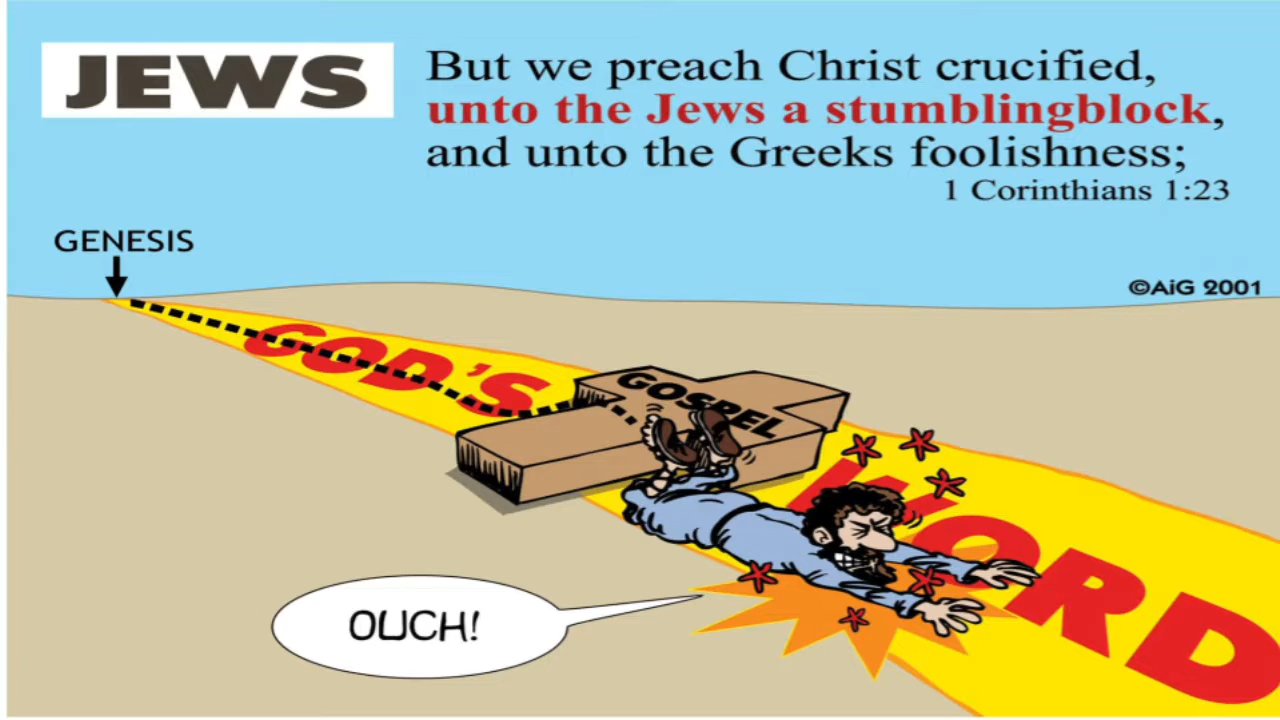 JEWS
But we preach Christ crucified,
unto the Jews a stumblingblock,
and unto the Greeks foolishness;
1 Corinthians 1:23
GENESIS
©AiG 2001
GOD'S
GOSPEL
WORD
OUCH!